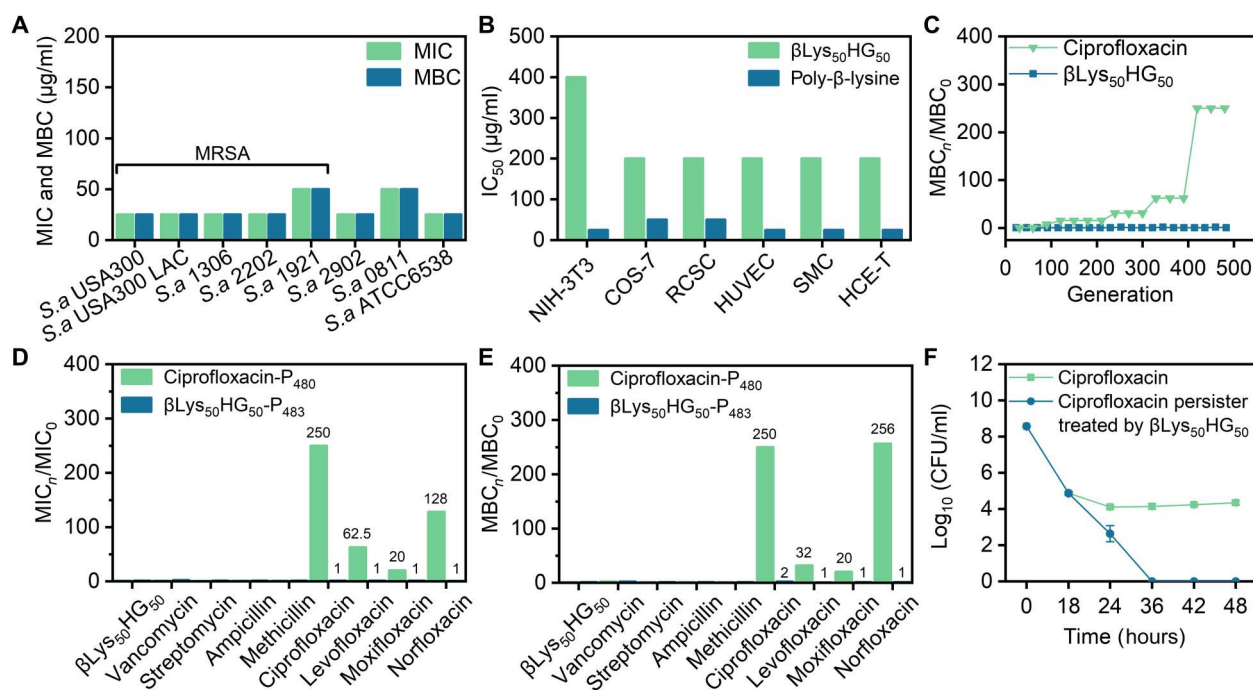 A
MIC and MBC (µg/ml)
200
150
100
50
0
MIC
MBC
MRSA
S.a USA300
S.a USA300 LAC
S.a 1306
S.a 2202
S.a 1921
S.a 2902
S.a 0811
S.a ATCC6538
B
IC50 (µg/ml)
500
400
300
200
100
0
βLys50HG50
Poly-β-lysine
NIH-3T3
COS-7
RCSC
HUVEC
SMC
HCE-T
C
MBCn/MBC0
400
300
200
100
0
Ciprofloxacin
βLys50HG50
0 100 200 300 400 500
Generation
D
MICn/MIC0
400
300
200
100
0
Ciprofloxacin-P480
βLys50HG50-P483
250
1
62.5
1
20
1
128
1
βLys50HG50
Vancomycin
Streptomycin
Ampicillin
Methicillin
Ciprofloxacin
Levofloxacin
Moxifloxacin
Norfloxacin
E
MBCn/MBC0
400
300
200
100
0
Ciprofloxacin-P480
βLys50HG50-P483
250
2
32
1
20
1
256
1
βLys50HG50
Vancomycin
Streptomycin
Ampicillin
Methicillin
Ciprofloxacin
Levofloxacin
Moxifloxacin
Norfloxacin
F
Log10 (CFU/ml)
12
10
8
6
4
2
0
Ciprofloxacin
Ciprofloxacin persister
treated by βLys50HG50
0 18 24 36 42 48
Time (hours)